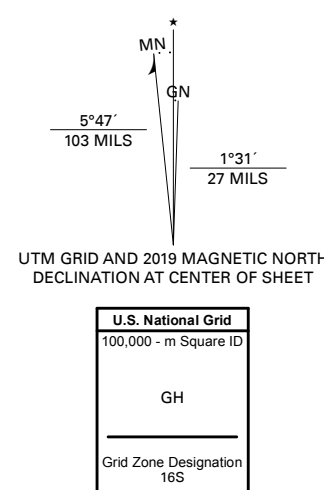 ★
MN
GN
5°47´
103 MILS
1°31´
27 MILS
UTM GRID AND 2019 MAGNETIC NORTH
DECLINATION AT CENTER OF SHEET
U.S. National Grid
100,000 - m Square ID
GH
Grid Zone Designation
16S